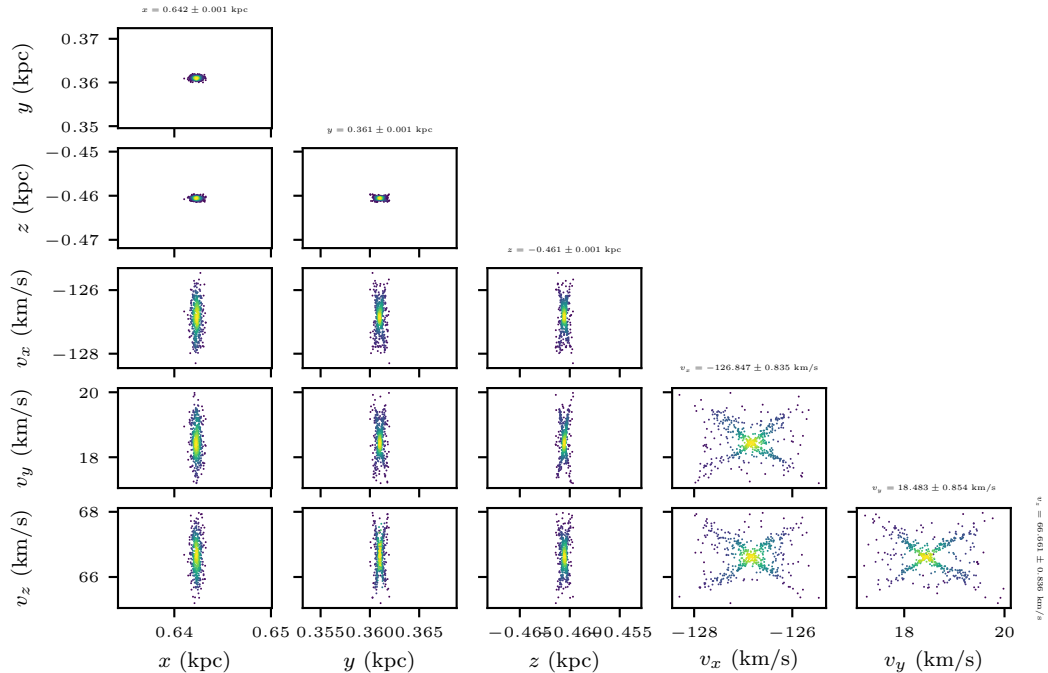 x = 0.642 ± 0.001 kpc
0.37
0.36
0.35
y (kpc)
y = 0.361 ± 0.001 kpc
−0.45
−0.46
−0.47
z (kpc)
z = −0.461 ± 0.001 kpc
−126
−128
v_x (km/s)
v_x = −126.847 ± 0.835 km/s
20
18
v_y (km/s)
v_y = 18.483 ± 0.854 km/s
68
66
v_z (km/s)
v_z = 66.661 ± 0.836 km/s
0.64 0.65 0.355 0.360 0.365 −0.465 −0.460 −0.455 −128 −126 18 20
x (kpc) y (kpc) z (kpc) v_x (km/s) v_y (km/s)